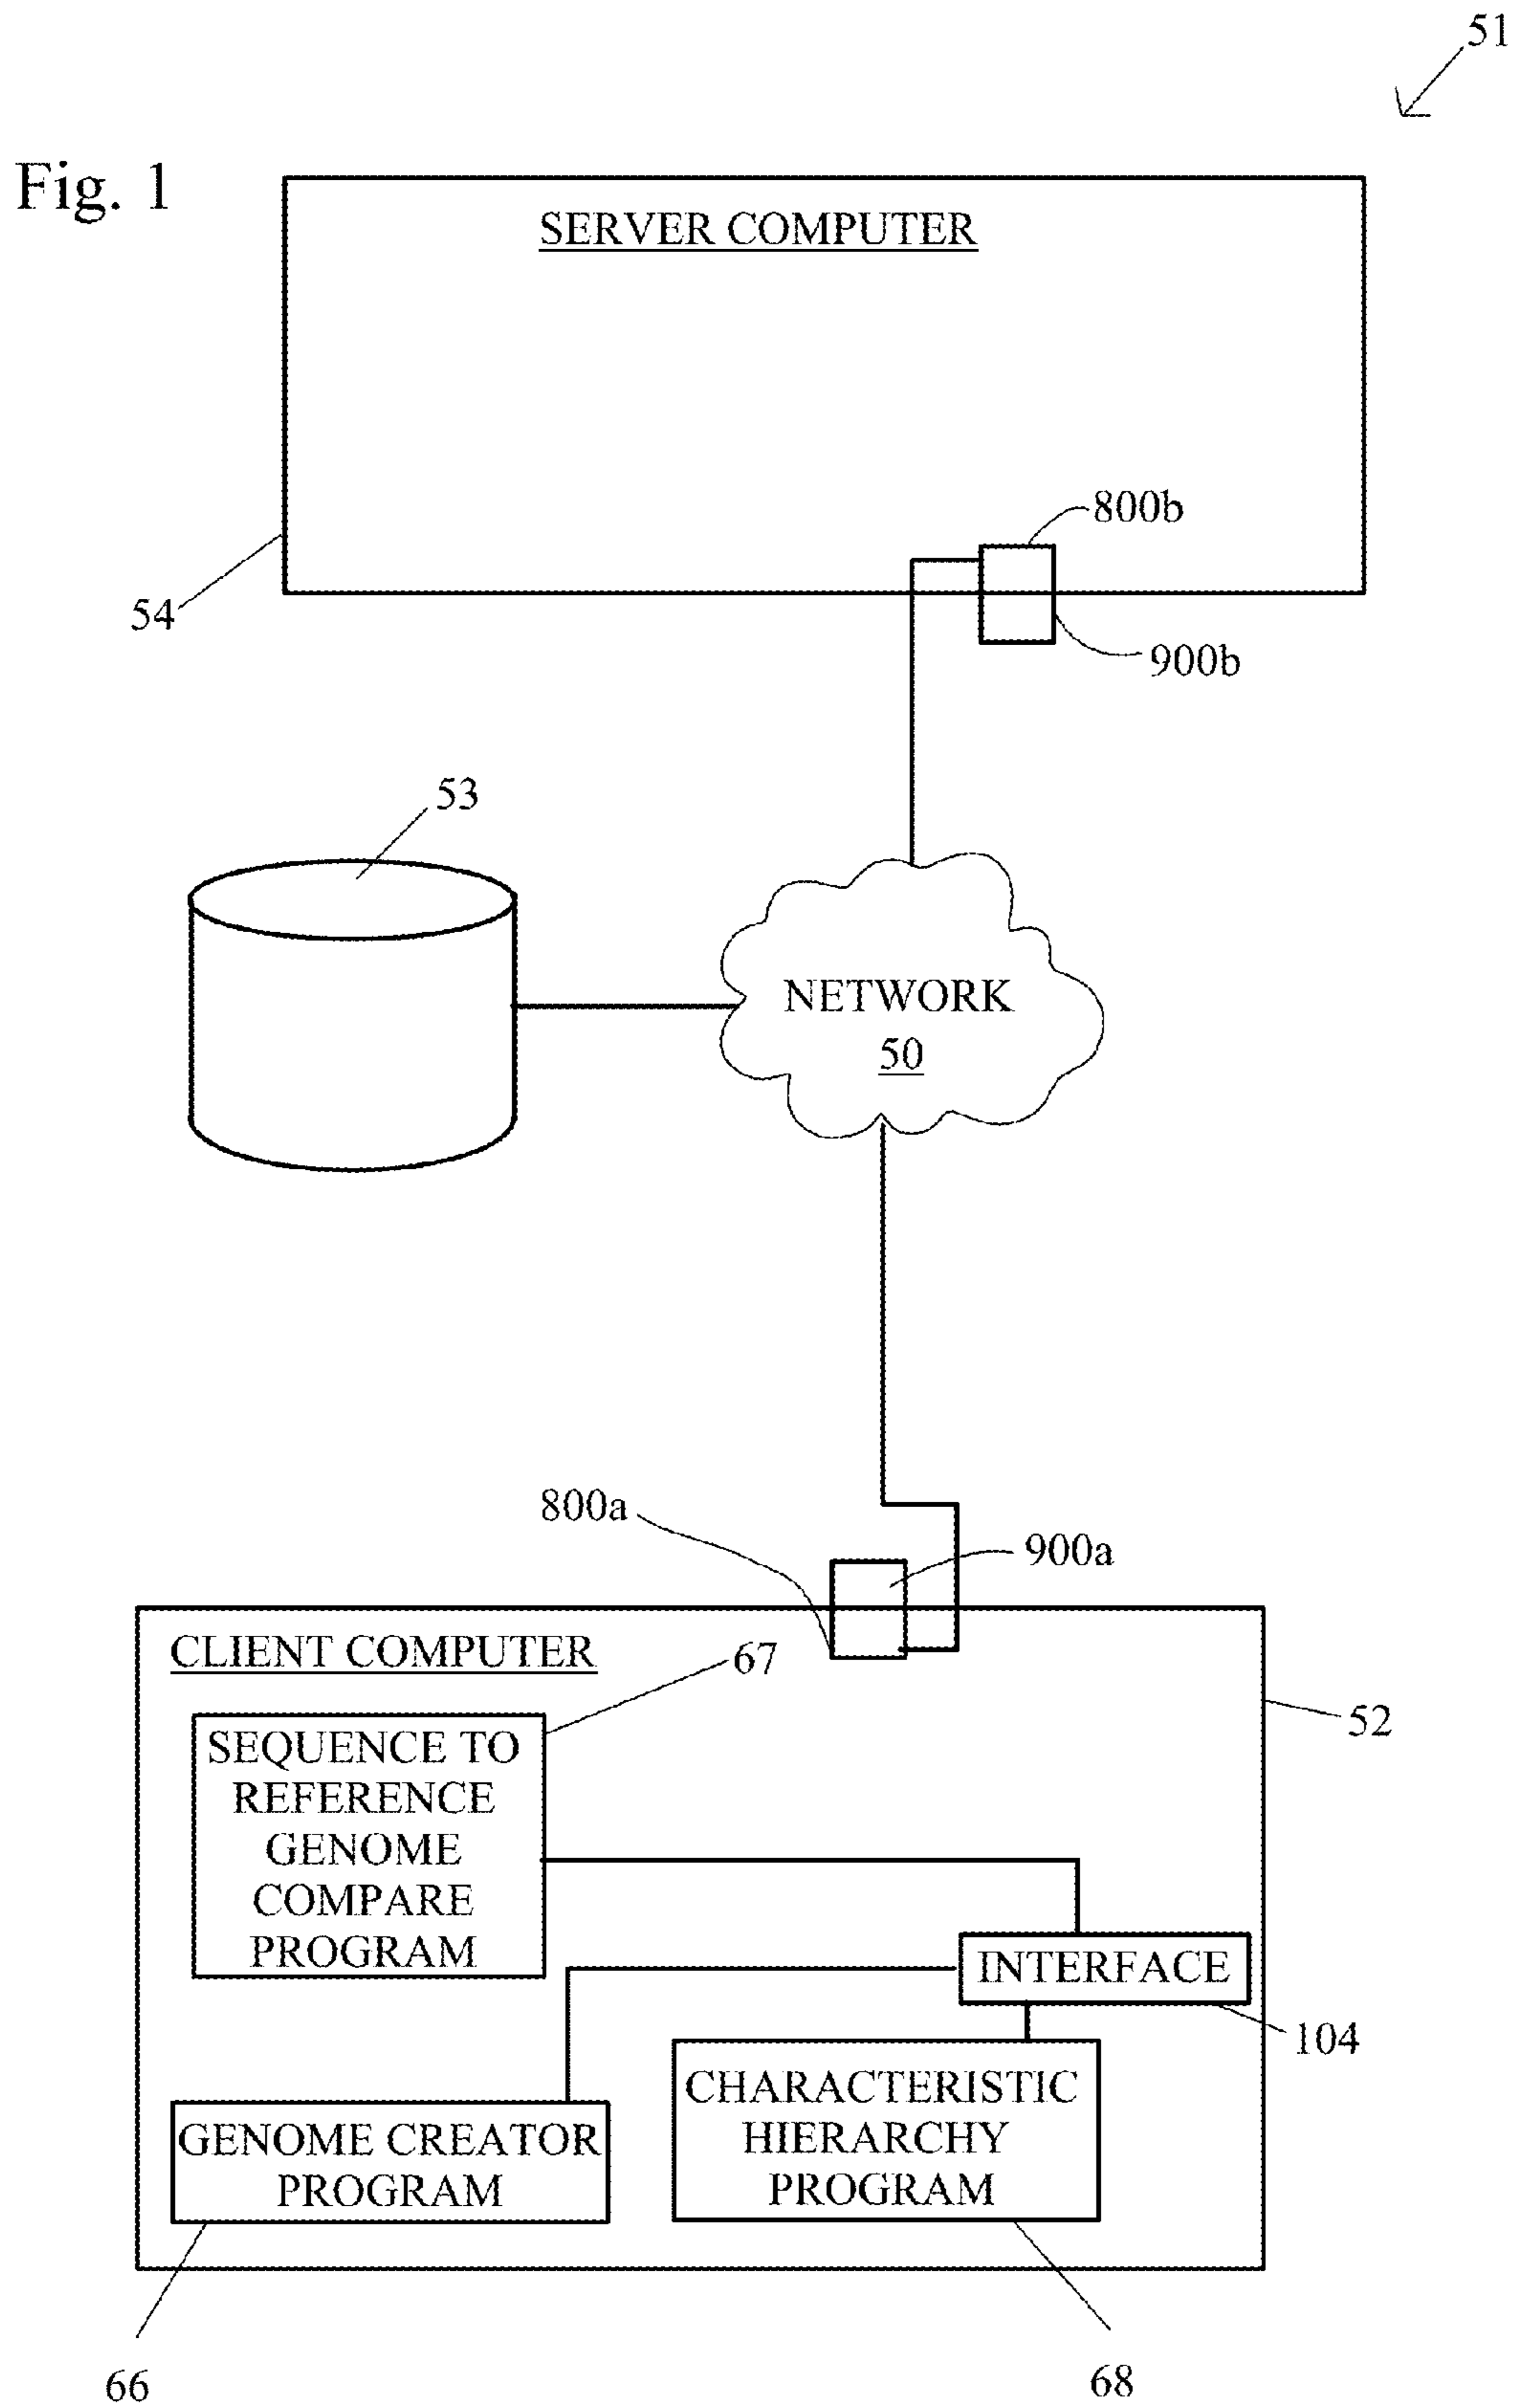 51
Fig. 1
SERVER COMPUTER
800b
54
900b
53
NETWORK
50
800a
900a
CLIENT COMPUTER
67
52
SEQUENCE TO
REFERENCE
GENOME
COMPARE
PROGRAM
INTERFACE
104
CHARACTERISTIC
HIERARCHY
PROGRAM
GENOME CREATOR
PROGRAM
66
68